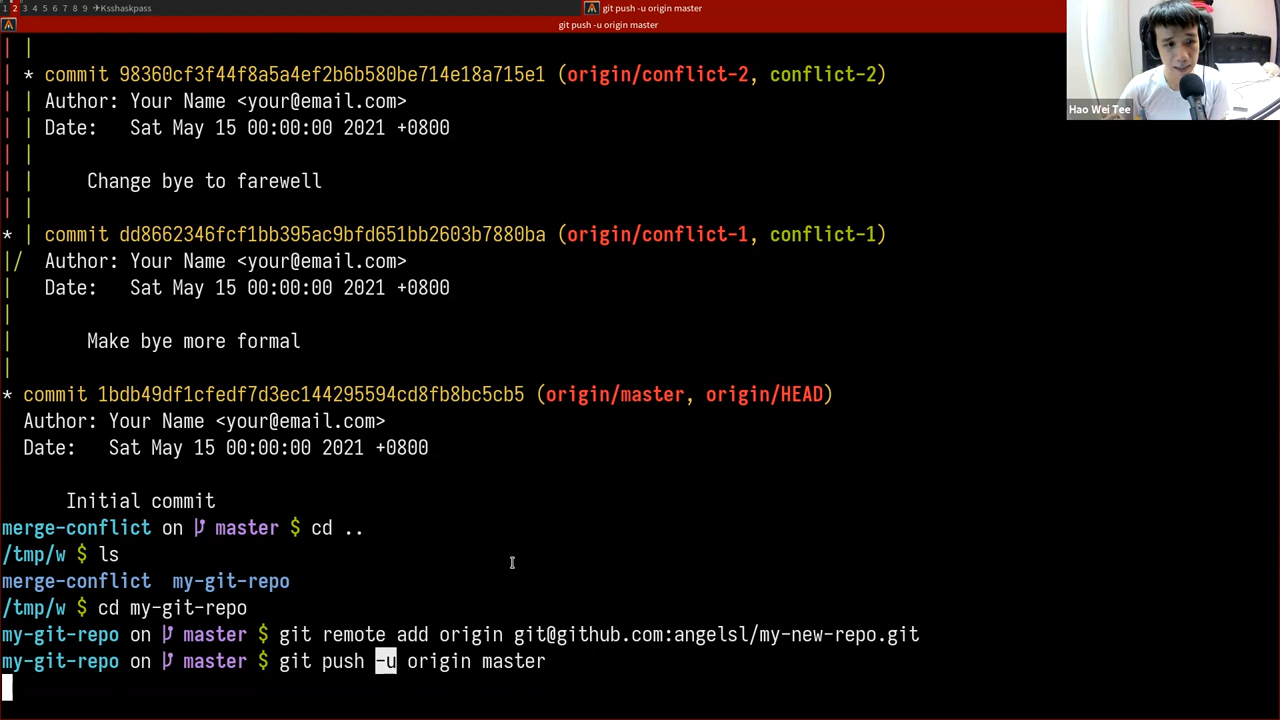 1 2 3 4 5 6 7 8 9 Ksshaskpass
git push -u origin master
git push -u origin master
Hao Wei Tee
| |
| * commit 98360cf3f44f8a5a4ef2b6b580be714e18a715e1 (origin/conflict-2, conflict-2)
| | Author: Your Name <your@email.com>
| | Date:   Sat May 15 00:00:00 2021 +0800
| |
| |     Change bye to farewell
| |
* | commit dd8662346fcf1bb395ac9bfd651bb2603b7880ba (origin/conflict-1, conflict-1)
|/  Author: Your Name <your@email.com>
|   Date:   Sat May 15 00:00:00 2021 +0800
|
|       Make bye more formal
|
* commit 1bdb49df1cfedf7d3ec144295594cd8fb8bc5cb5 (origin/master, origin/HEAD)
  Author: Your Name <your@email.com>
  Date:   Sat May 15 00:00:00 2021 +0800
      Initial commit
merge-conflict on master $ cd ..
/tmp/w $ ls
merge-conflict  my-git-repo
/tmp/w $ cd my-git-repo
my-git-repo on master $ git remote add origin git@github.com:angelsl/my-new-repo.git
my-git-repo on master $ git push -u origin master